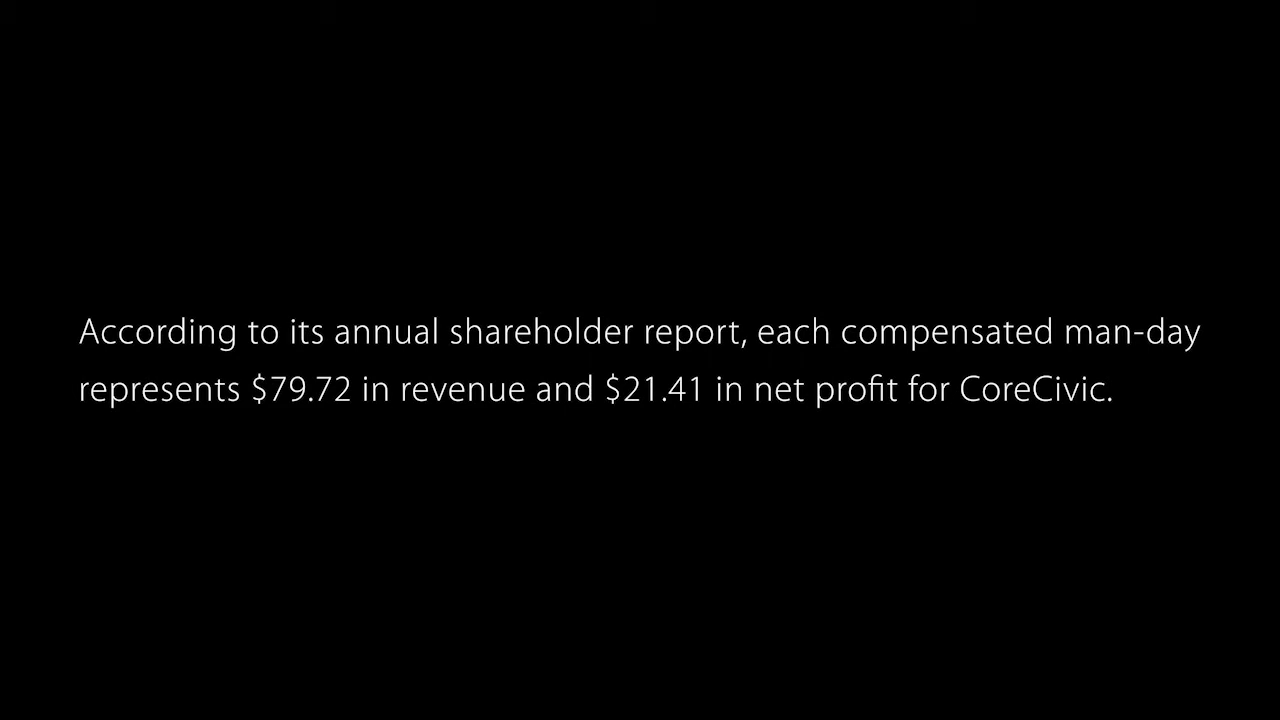 According to its annual shareholder report, each compensated man-day
represents $79.72 in revenue and $21.41 in net profit for CoreCivic.